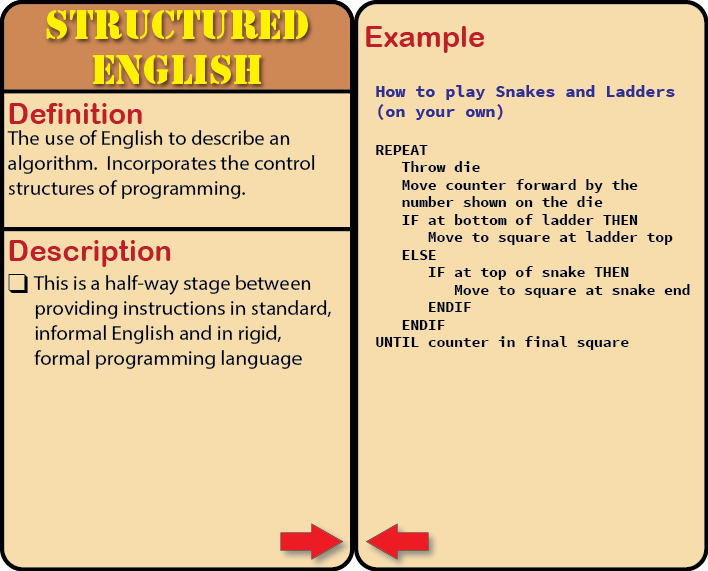 STRUCTURED
ENGLISH
Definition
The use of English to describe an
algorithm. Incorporates the control
structures of programming.
Description
This is a half-way stage between
providing instructions in standard,
informal English and in rigid,
formal programming language
Example
How to play Snakes and Ladders
(on your own)
REPEAT
Throw die
Move counter forward by the
number shown on the die
IF at bottom of ladder THEN
Move to square at ladder top
ELSE
IF at top of snake THEN
Move to square at snake end
ENDIF
ENDIF
UNTIL counter in final square